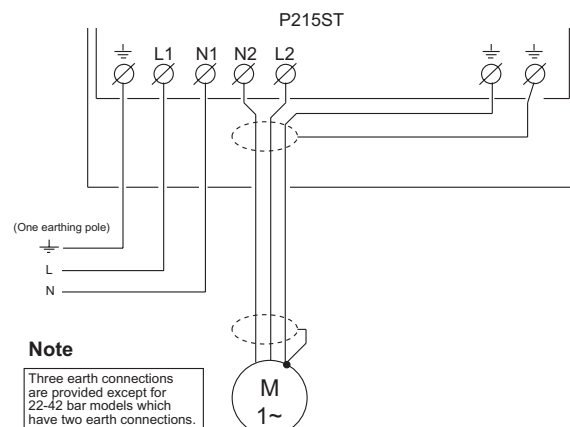 P215ST
L1 N1 N2 L2
(One earthing pole)
L
N
Note
Three earth connections
are provided except for
22-42 bar models which
have two earth connections.
M
1~